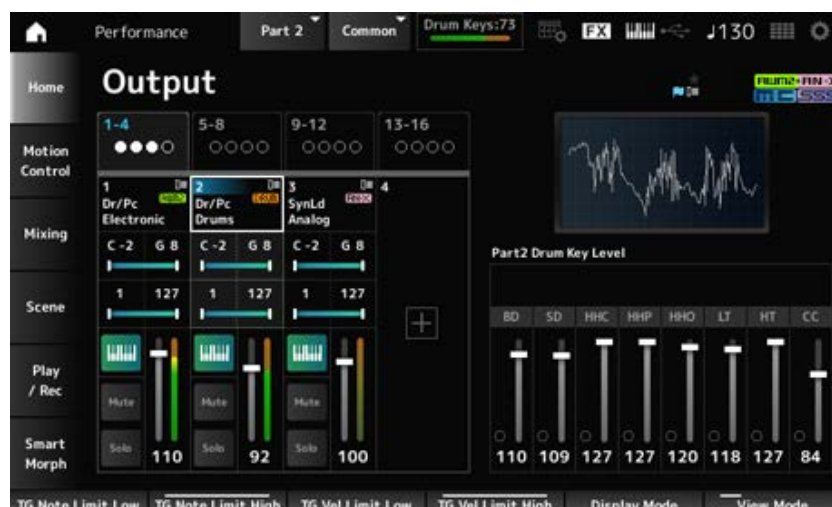 Performance
Part 2
Common
Drum Keys:73
FX
♩130
Home
Output
AWM2+AN-X
1-4
5-8
9-12
13-16
Motion
Control
1
2
3
4
Dr/Pc
Electronic
AWM2
Dr/Pc
Drums
DRUM
SynLd
Analog
AN-X
Mixing
C -2
G 8
C -2
G 8
C -2
G 8
Part2 Drum Key Level
Scene
1
127
1
127
1
127
BD
SD
HHC
HHP
HHO
LT
HT
CC
Play
/ Rec
Mute
Mute
Mute
Smart
Morph
Solo
110
Solo
92
Solo
100
110
109
127
127
120
118
127
84
TG Note Limit Low
TG Note Limit High
TG Vel Limit Low
TG Vel Limit High
Display Mode
View Mode